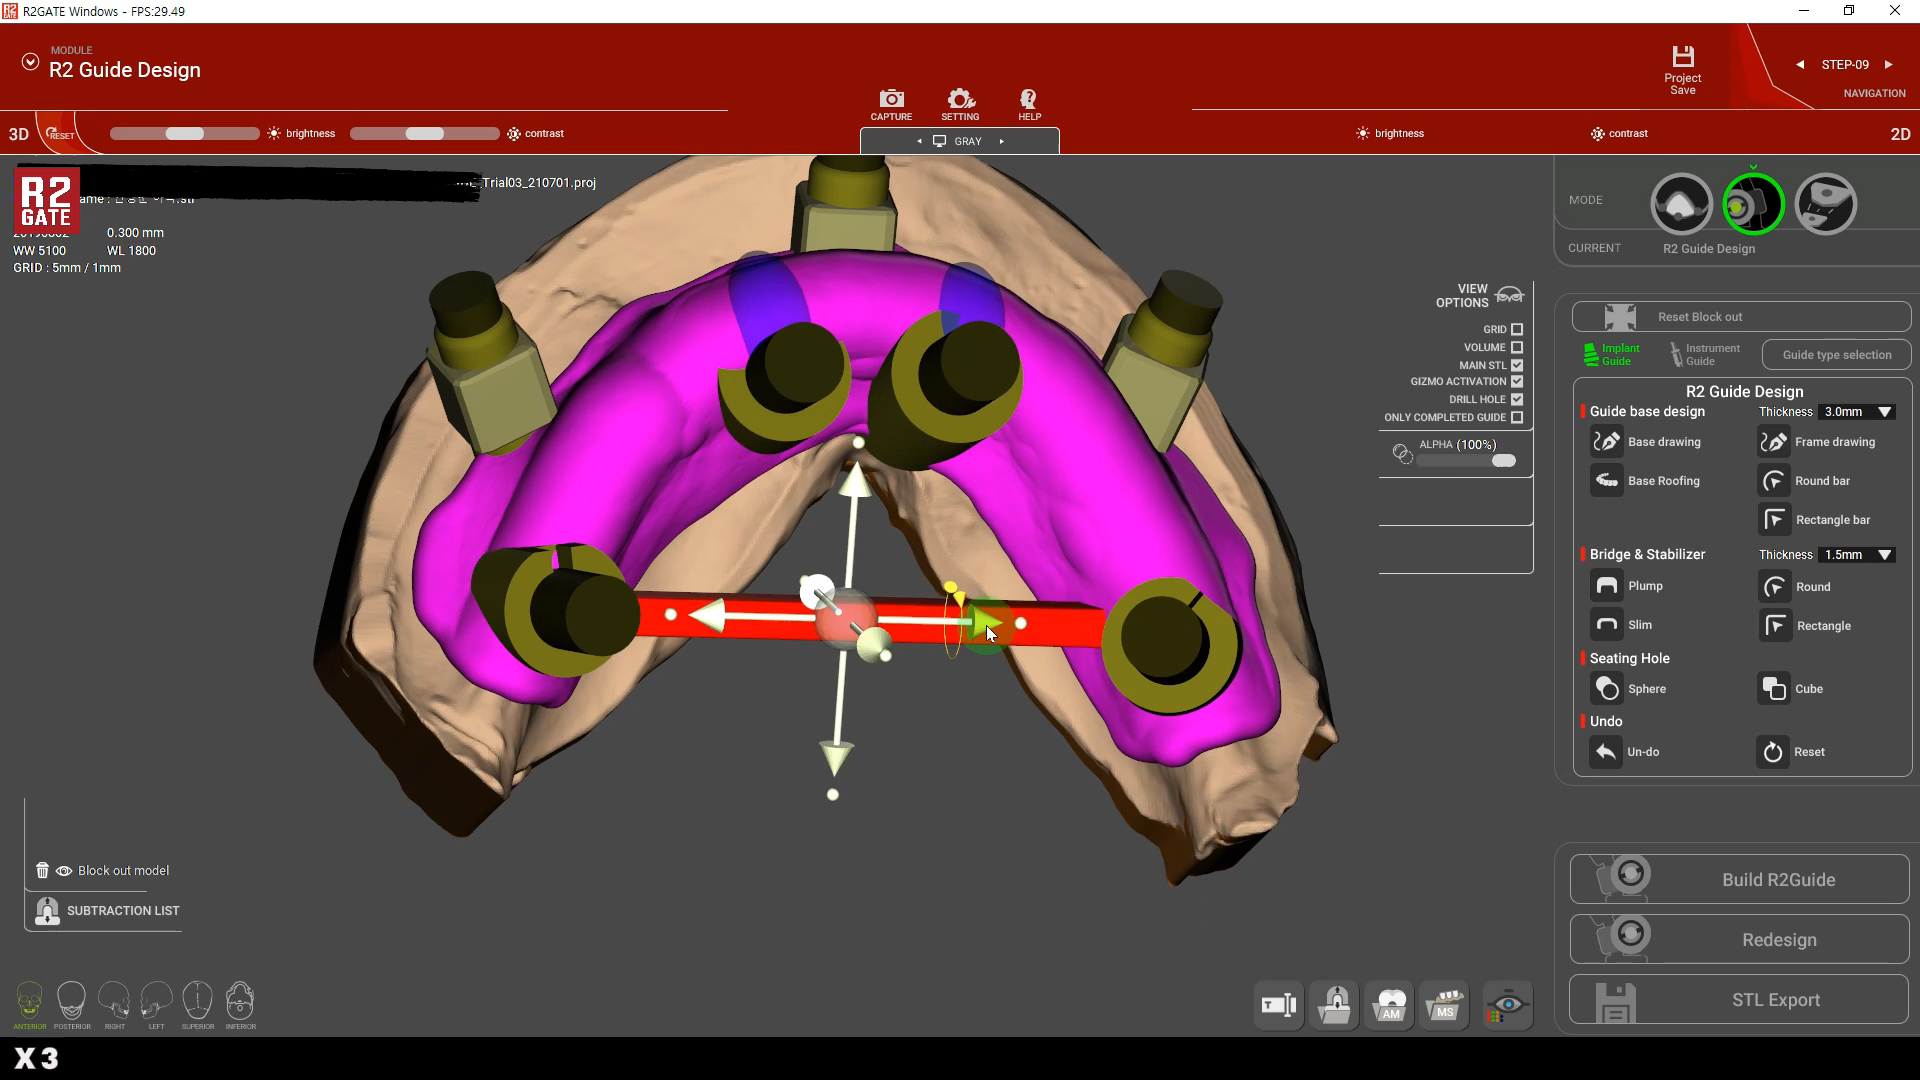 R2GATE Windows - FPS:29.49
MODULE
R2 Guide Design
CAPTURE
SETTING
HELP
Project
Save
STEP-09
NAVIGATION
3D
RESET
brightness
contrast
GRAY
brightness
contrast
2D
R2
GATE
_Trial03_210701.proj
0.300 mm
WW 5100 WL 1800
GRID : 5mm / 1mm
MODE
CURRENT
R2 Guide Design
VIEW
OPTIONS
GRID
VOLUME
MAIN STL
GIZMO ACTIVATION
DRILL HOLE
ONLY COMPLETED GUIDE
ALPHA (100%)
Reset Block out
Implant
Guide
Instrument
Guide
Guide type selection
R2 Guide Design
Guide base design
Thickness 3.0mm
Base drawing
Frame drawing
Base Roofing
Round bar
Rectangle bar
Bridge & Stabilizer
Thickness 1.5mm
Plump
Round
Slim
Rectangle
Seating Hole
Sphere
Cube
Undo
Un-do
Reset
Build R2Guide
Redesign
STL Export
Block out model
SUBTRACTION LIST
ANTERIOR
POSTERIOR
RIGHT
LEFT
SUPERIOR
INFERIOR
T
AM
MS
X 3